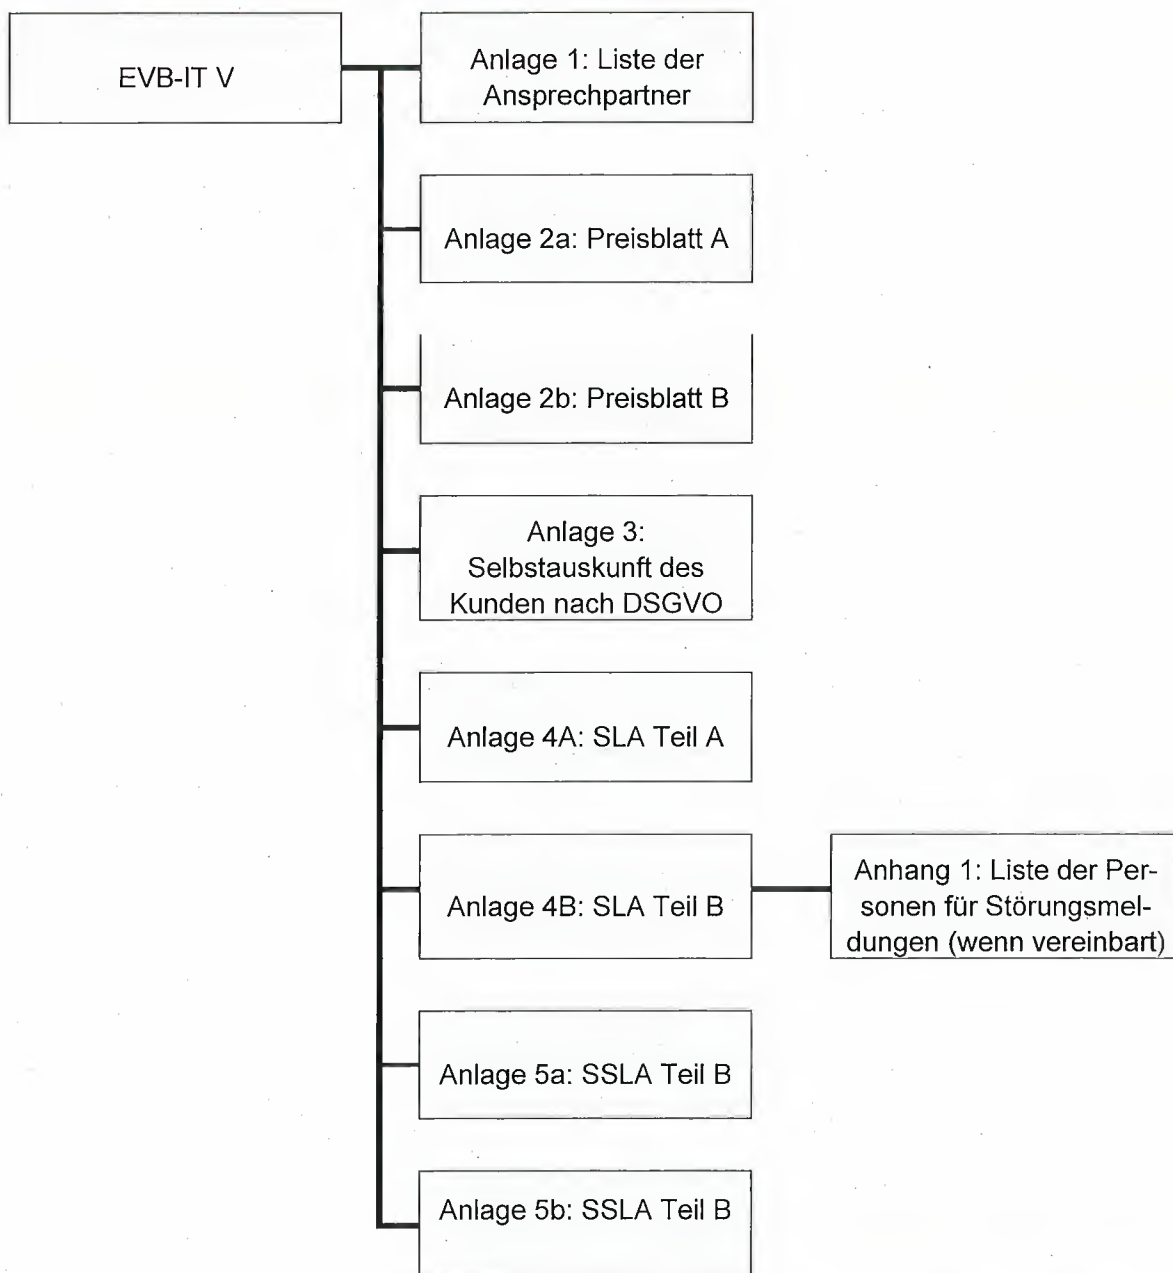 EVB-IT V
Anlage 1: Liste der
Ansprechpartner
Anlage 2a: Preisblatt A
Anlage 2b: Preisblatt B
Anlage 3:
Selbstauskunft des
Kunden nach DSGVO
Anlage 4A: SLA Teil A
Anlage 4B: SLA Teil B
Anhang 1: Liste der Per-
sonen für Störungsmel-
dungen (wenn vereinbart)
Anlage 5a: SSLA Teil B
Anlage 5b: SSLA Teil B